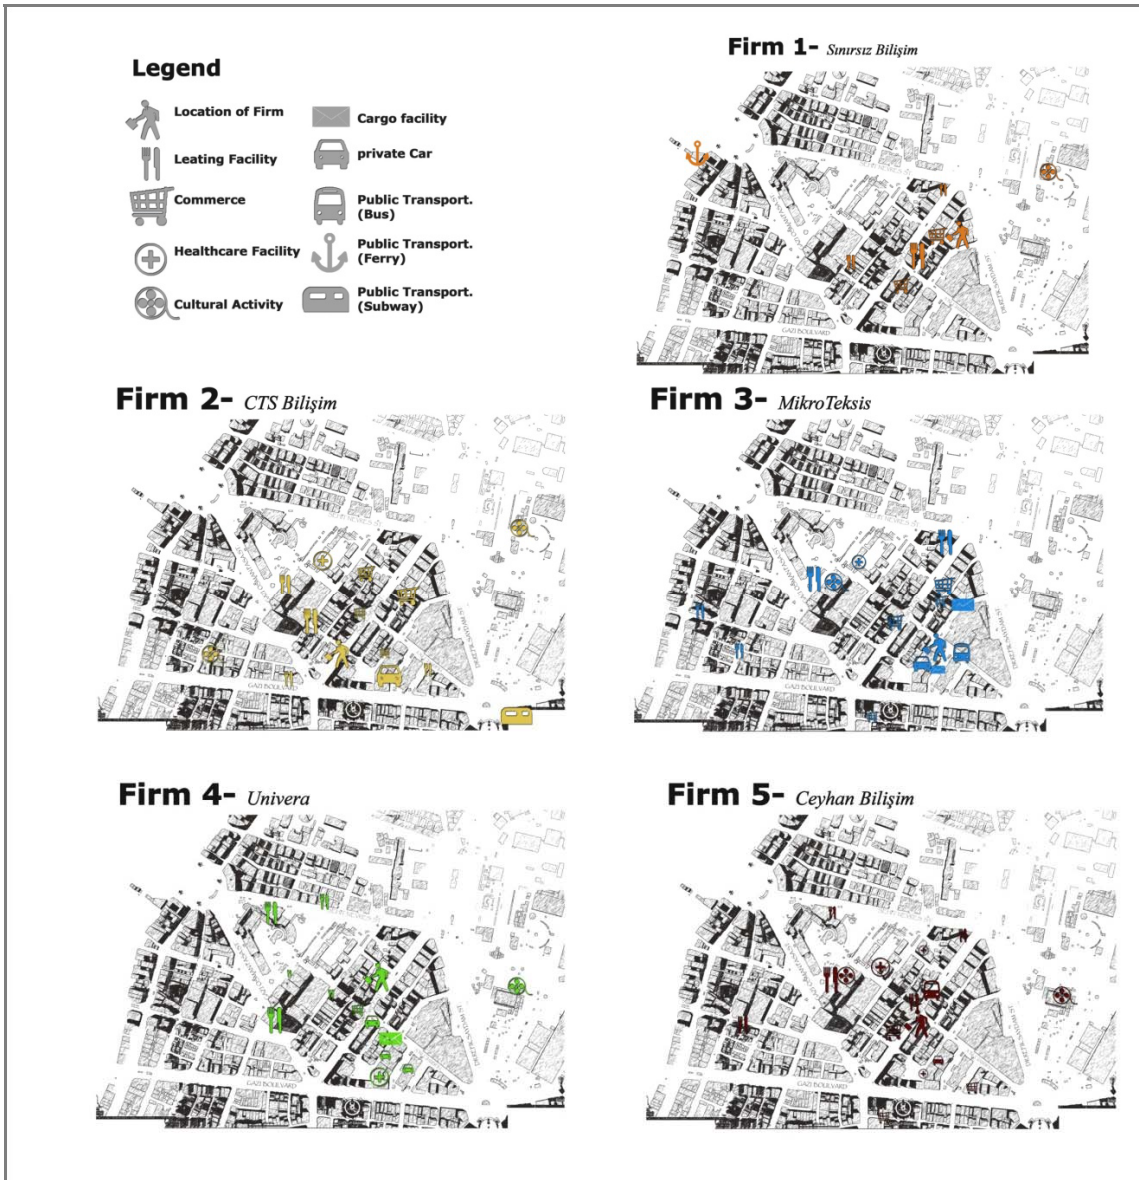 Legend
Location of Firm
Leating Facility
Commerce
Healthcare Facility
Cultural Activity
Cargo facility
private Car
Public Transport.
(Bus)
Public Transport.
(Ferry)
Public Transport.
(Subway)
Firm 1- Sınırsız Bilişim
GAZI BOULVARD
Firm 2- CTS Bilişim
GAZI BOULVARD
Firm 3- MikroTeksis
GAZI BOULVARD
Firm 4- Univera
GAZI BOULVARD
Firm 5- Ceyhan Bilişim
GAZI BOULVARD